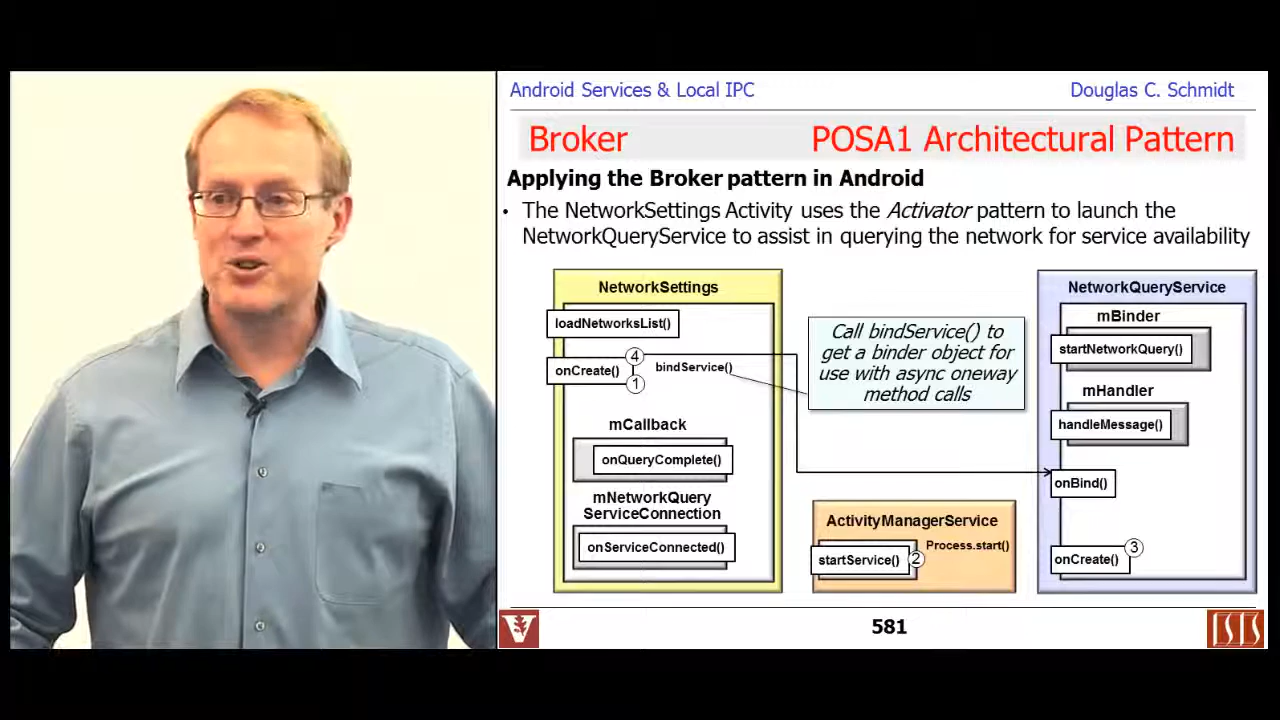 Android Services & Local IPC
Douglas C. Schmidt
Broker
POSA1 Architectural Pattern
Applying the Broker pattern in Android
• The NetworkSettings Activity uses the Activator pattern to launch the
NetworkQueryService to assist in querying the network for service availability
NetworkSettings
loadNetworksList()
onCreate()
4
1
bindService()
mCallback
onQueryComplete()
mNetworkQuery
ServiceConnection
onServiceConnected()
Call bindService() to
get a binder object for
use with async oneway
method calls
ActivityManagerService
Process.start()
startService()
2
NetworkQueryService
mBinder
startNetworkQuery()
mHandler
handleMessage()
onBind()
onCreate()
3
V
581
ISIS